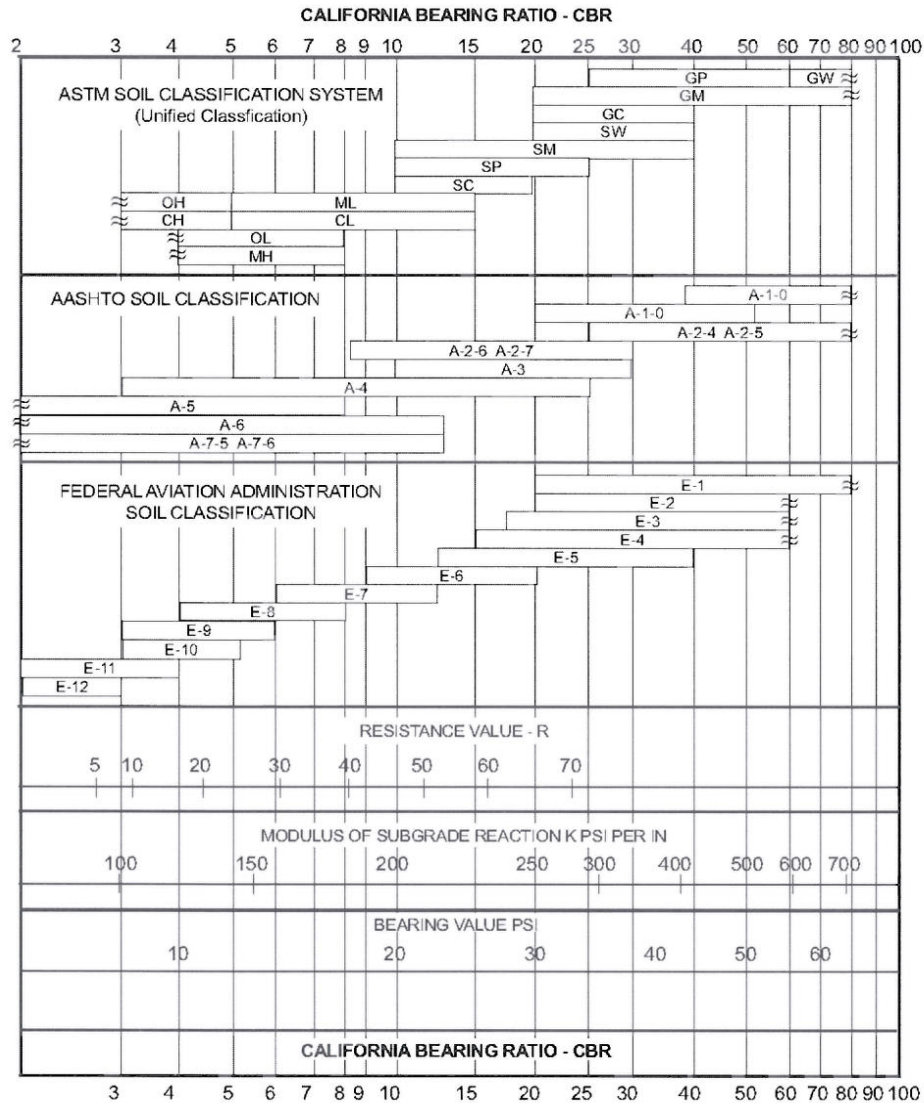 CALIFORNIA BEARING RATIO - CBR
2 3 4 5 6 7 8 9 10 15 20 25 30 40 50 60 70 80 90 100
ASTM SOIL CLASSIFICATION SYSTEM
(Unified Classfication)
GP GW
GM
GC
SW
SM
SP
SC
OH ML
CH CL
OL
MH
AASHTO SOIL CLASSIFICATION
A-1-0
A-1-0
A-2-4 A-2-5
A-2-6 A-2-7
A-3
A-4
A-5
A-6
A-7-5 A-7-6
FEDERAL AVIATION ADMINISTRATION
SOIL CLASSIFICATION
E-1
E-2
E-3
E-4
E-5
E-6
E-7
E-8
E-9
E-10
E-11
E-12
RESISTANCE VALUE - R
5 10 20 30 40 50 60 70
MODULUS OF SUBGRADE REACTION K PSI PER IN
100 150 200 250 300 400 500 600 700
BEARING VALUE PSI
10 20 30 40 50 60
CALIFORNIA BEARING RATIO - CBR
3 4 5 6 7 8 9 10 15 20 25 30 40 50 60 70 80 90 100